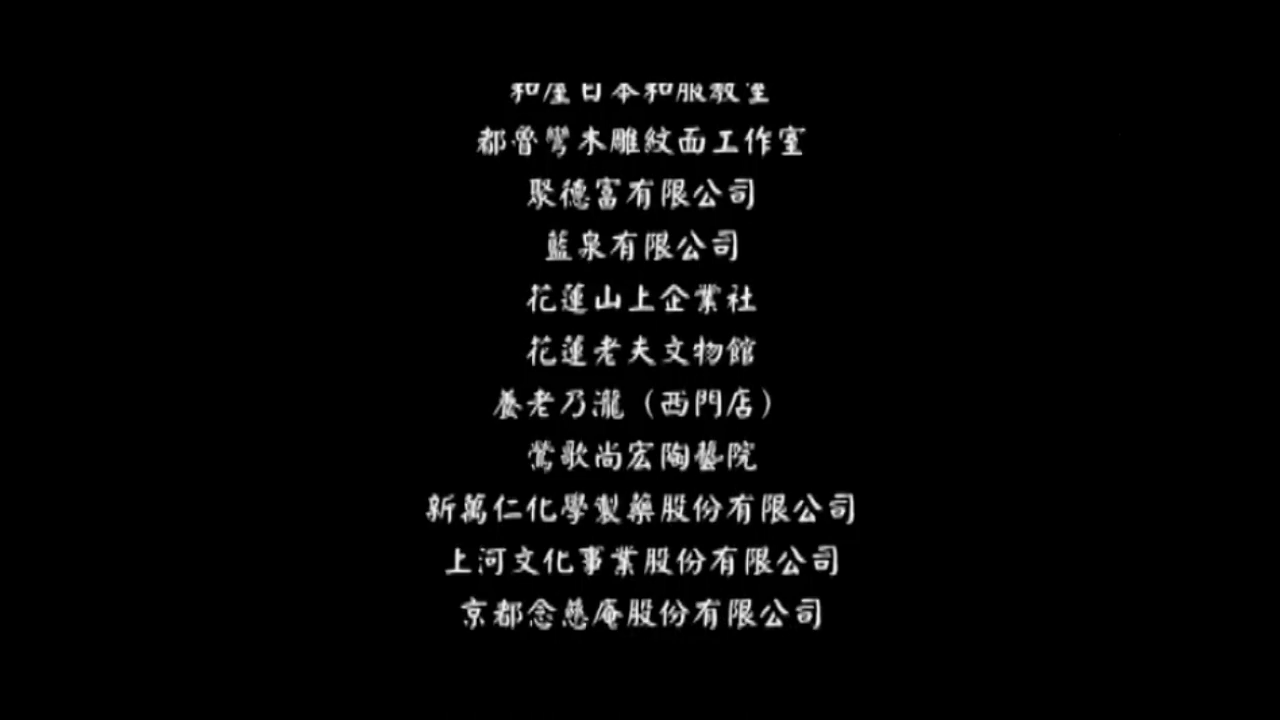 和屋日本和服教室
都魯彎木雕紋面工作室
聚德富有限公司
藍泉有限公司
花蓮山上企業社
花蓮老夫文物館
養老乃瀧（西門店）
鶯歌尚宏陶藝院
新萬仁化學製藥股份有限公司
上河文化事業股份有限公司
京都念慈庵股份有限公司